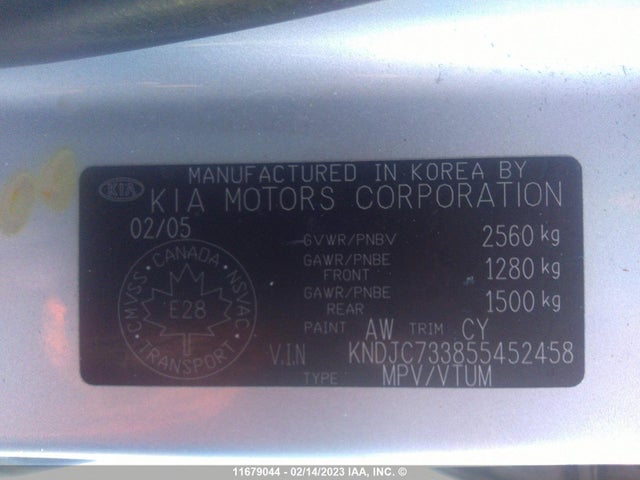 MANUFACTURED IN KOREA BY
KIA KIA MOTORS CORPORATION
02/05
GVWR/PNBV 2560 kg
GAWR/PNBE FRONT 1280 kg
GAWR/PNBE REAR 1500 kg
CMVSS · CANADA · NSVAC
E28
TRANSPORT
PAINT AW TRIM CY
V.I.N KNDJC733855452458
TYPE MPV/VTUM
11679044 - 02/14/2023 IAA, INC. ©